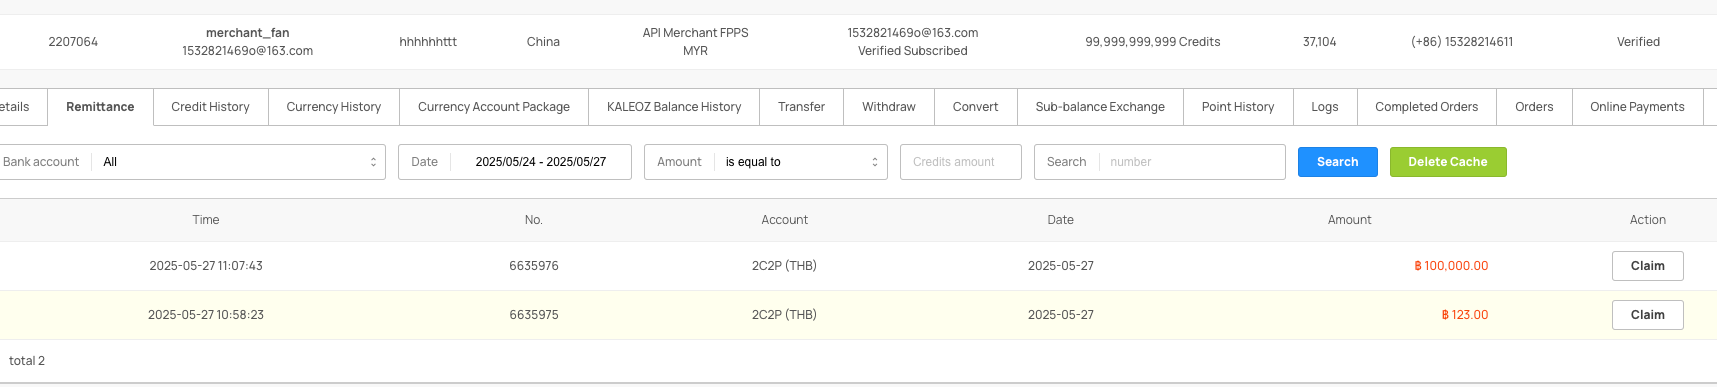 merchant_fan
2207064 1532821469o@163.com hhhhhhttt China API Merchant FPPS MYR 1532821469o@163.com Verified Subscribed 99,999,999,999 Credits 37,104 (+86) 15328214611 Verified
etails Remittance Credit History Currency History Currency Account Package KALEOZ Balance History Transfer Withdraw Convert Sub-balance Exchange Point History Logs Completed Orders Orders Online Payments
Bank account All Date 2025/05/24 - 2025/05/27 Amount is equal to Credits amount Search number Search Delete Cache
Time No. Account Date Amount Action
2025-05-27 11:07:43 6635976 2C2P (THB) 2025-05-27 ฿ 100,000.00 Claim
2025-05-27 10:58:23 6635975 2C2P (THB) 2025-05-27 ฿ 123.00 Claim
total 2